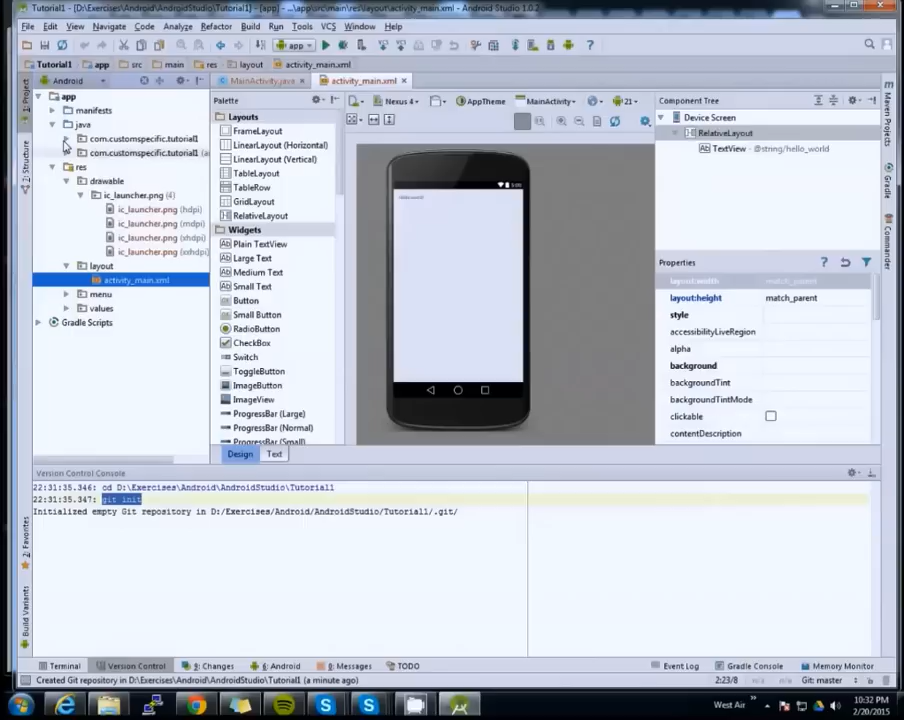 Tutorial1 - [D:\Exercises\Android\AndroidStudio\Tutorial1] - [app] - ...\app\src\main\res\layout\activity_main.xml - Android Studio 1.0.2
File Edit View Navigate Code Analyze Refactor Build Run Tools VCS Window Help
app
Tutorial1 app src main res layout activity_main.xml
Android
MainActivity.java activity_main.xml
1: Project
7: Structure
2: Favorites
Build Variants
app
manifests
java
com.customspecific.tutorial1
com.customspecific.tutorial1
res
drawable
ic_launcher.png (4)
ic_launcher.png (hdpi)
ic_launcher.png (mdpi)
ic_launcher.png (xhdpi)
ic_launcher.png (xxhdpi)
layout
activity_main.xml
menu
values
Gradle Scripts
Palette
Layouts
FrameLayout
LinearLayout (Horizontal)
LinearLayout (Vertical)
TableLayout
TableRow
GridLayout
RelativeLayout
Widgets
Plain TextView
Large Text
Medium Text
Small Text
Button
Small Button
RadioButton
CheckBox
Switch
ToggleButton
ImageButton
ImageView
ProgressBar (Large)
ProgressBar (Normal)
ProgressBar (Small)
Design Text
Nexus 4 AppTheme MainActivity 21
5:00
Hello world!
Component Tree
Device Screen
RelativeLayout
TextView - @string/hello_world
Properties
layout:width match_parent
layout:height match_parent
style
accessibilityLiveRegion
alpha
background
backgroundTint
backgroundTintMode
clickable
contentDescription
Maven Projects
Gradle
Commander
Version Control Console
22:31:35.346: cd D:\Exercises\Android\AndroidStudio\Tutorial1
22:31:35.347: git init
Initialized empty Git repository in D:/Exercises/Android/AndroidStudio/Tutorial1/.git/
Terminal Version Control 9: Changes 6: Android 0: Messages TODO Event Log Gradle Console Memory Monitor
Created Git repository in D:\Exercises\Android\AndroidStudio\Tutorial1 (a minute ago) 2:23/8 n/a n/a Git: master
West Air
10:32 PM
2/20/2015